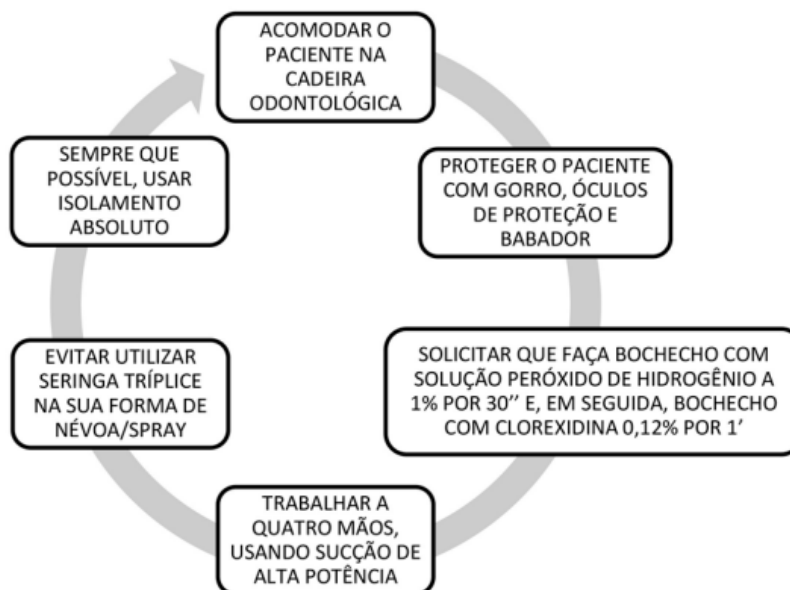 ACOMODAR O
PACIENTE NA
CADEIRA
ODONTOLÓGICA
PROTEGER O PACIENTE
COM GORRO, ÓCULOS
DE PROTEÇÃO E
BABADOR
SOLICITAR QUE FAÇA BOCHECHO COM
SOLUÇÃO PERÓXIDO DE HIDROGÊNIO A
1% POR 30’’ E, EM SEGUIDA, BOCHECHO
COM CLOREXIDINA 0,12% POR 1’
TRABALHAR A
QUATRO MÃOS,
USANDO SUCÇÃO DE
ALTA POTÊNCIA
EVITAR UTILIZAR
SERINGA TRÍPLICE
NA SUA FORMA DE
NÉVOA/SPRAY
SEMPRE QUE
POSSÍVEL, USAR
ISOLAMENTO
ABSOLUTO